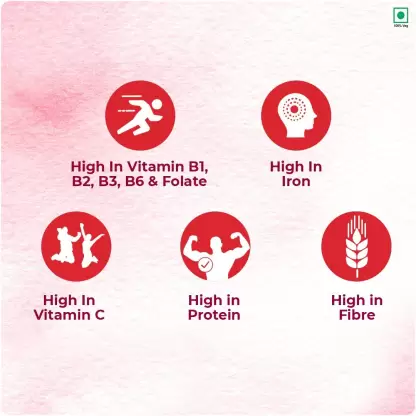 100% Veg
High In Vitamin B1,
B2, B3, B6 & Folate
High In
Iron
High In
Vitamin C
High in
Protein
High in
Fibre